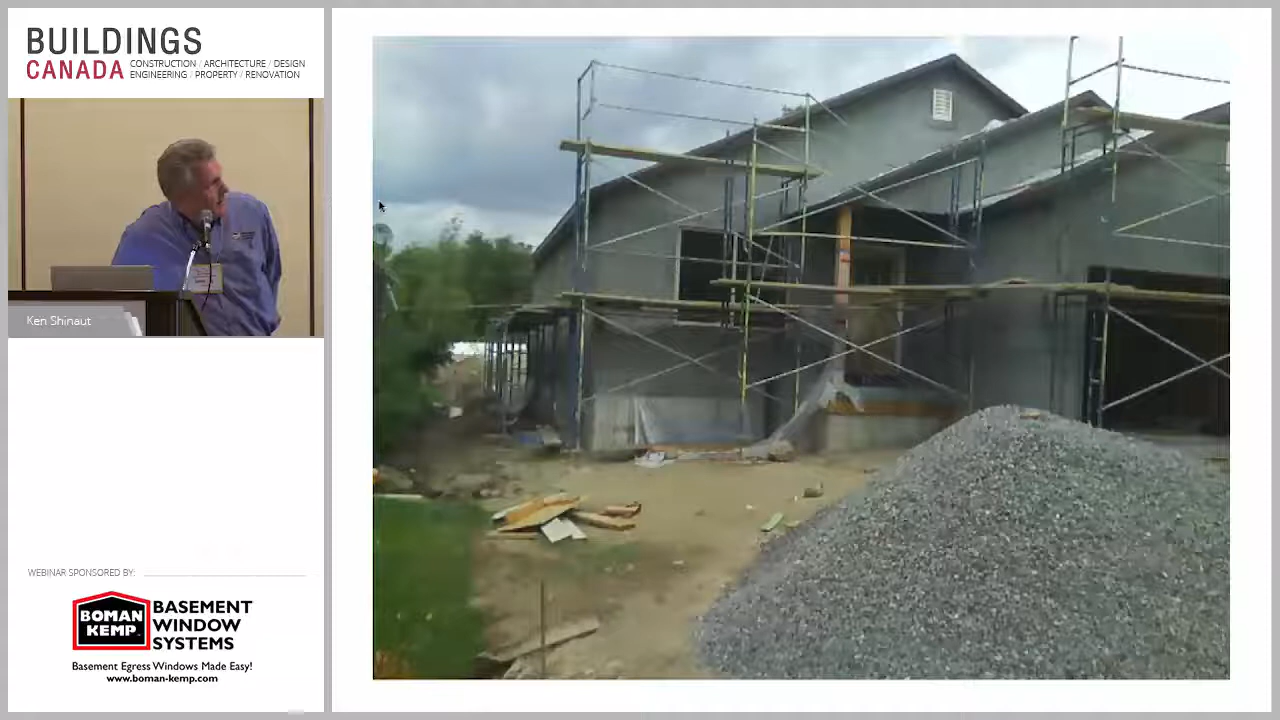 BUILDINGS
CANADA
CONSTRUCTION / ARCHITECTURE / DESIGN
ENGINEERING / PROPERTY / RENOVATION
Ken Shinaut
WEBINAR SPONSORED BY:
BOMAN
KEMP
BASEMENT
WINDOW
SYSTEMS
Basement Egress Windows Made Easy!
www.boman-kemp.com